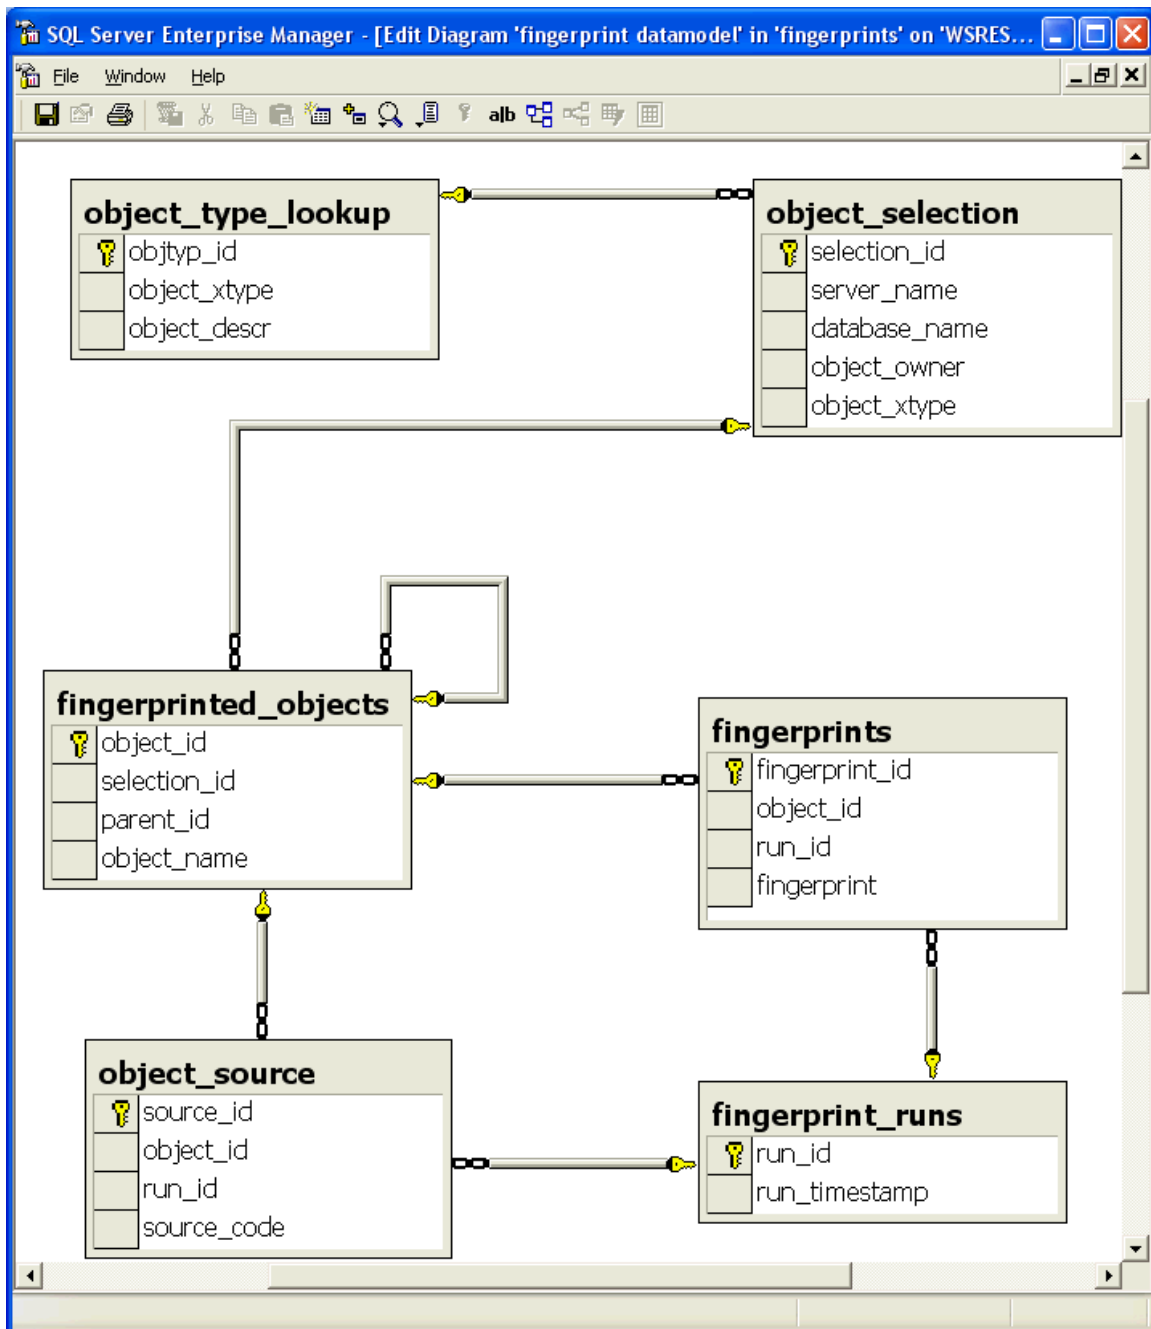 SQL Server Enterprise Manager - [Edit Diagram 'fingerprint datamodel' in 'fingerprints' on 'WSRES...
File Window Help
a|b
object_type_lookup
objtyp_id
object_xtype
object_descr
object_selection
selection_id
server_name
database_name
object_owner
object_xtype
fingerprinted_objects
object_id
selection_id
parent_id
object_name
fingerprints
fingerprint_id
object_id
run_id
fingerprint
object_source
source_id
object_id
run_id
source_code
fingerprint_runs
run_id
run_timestamp